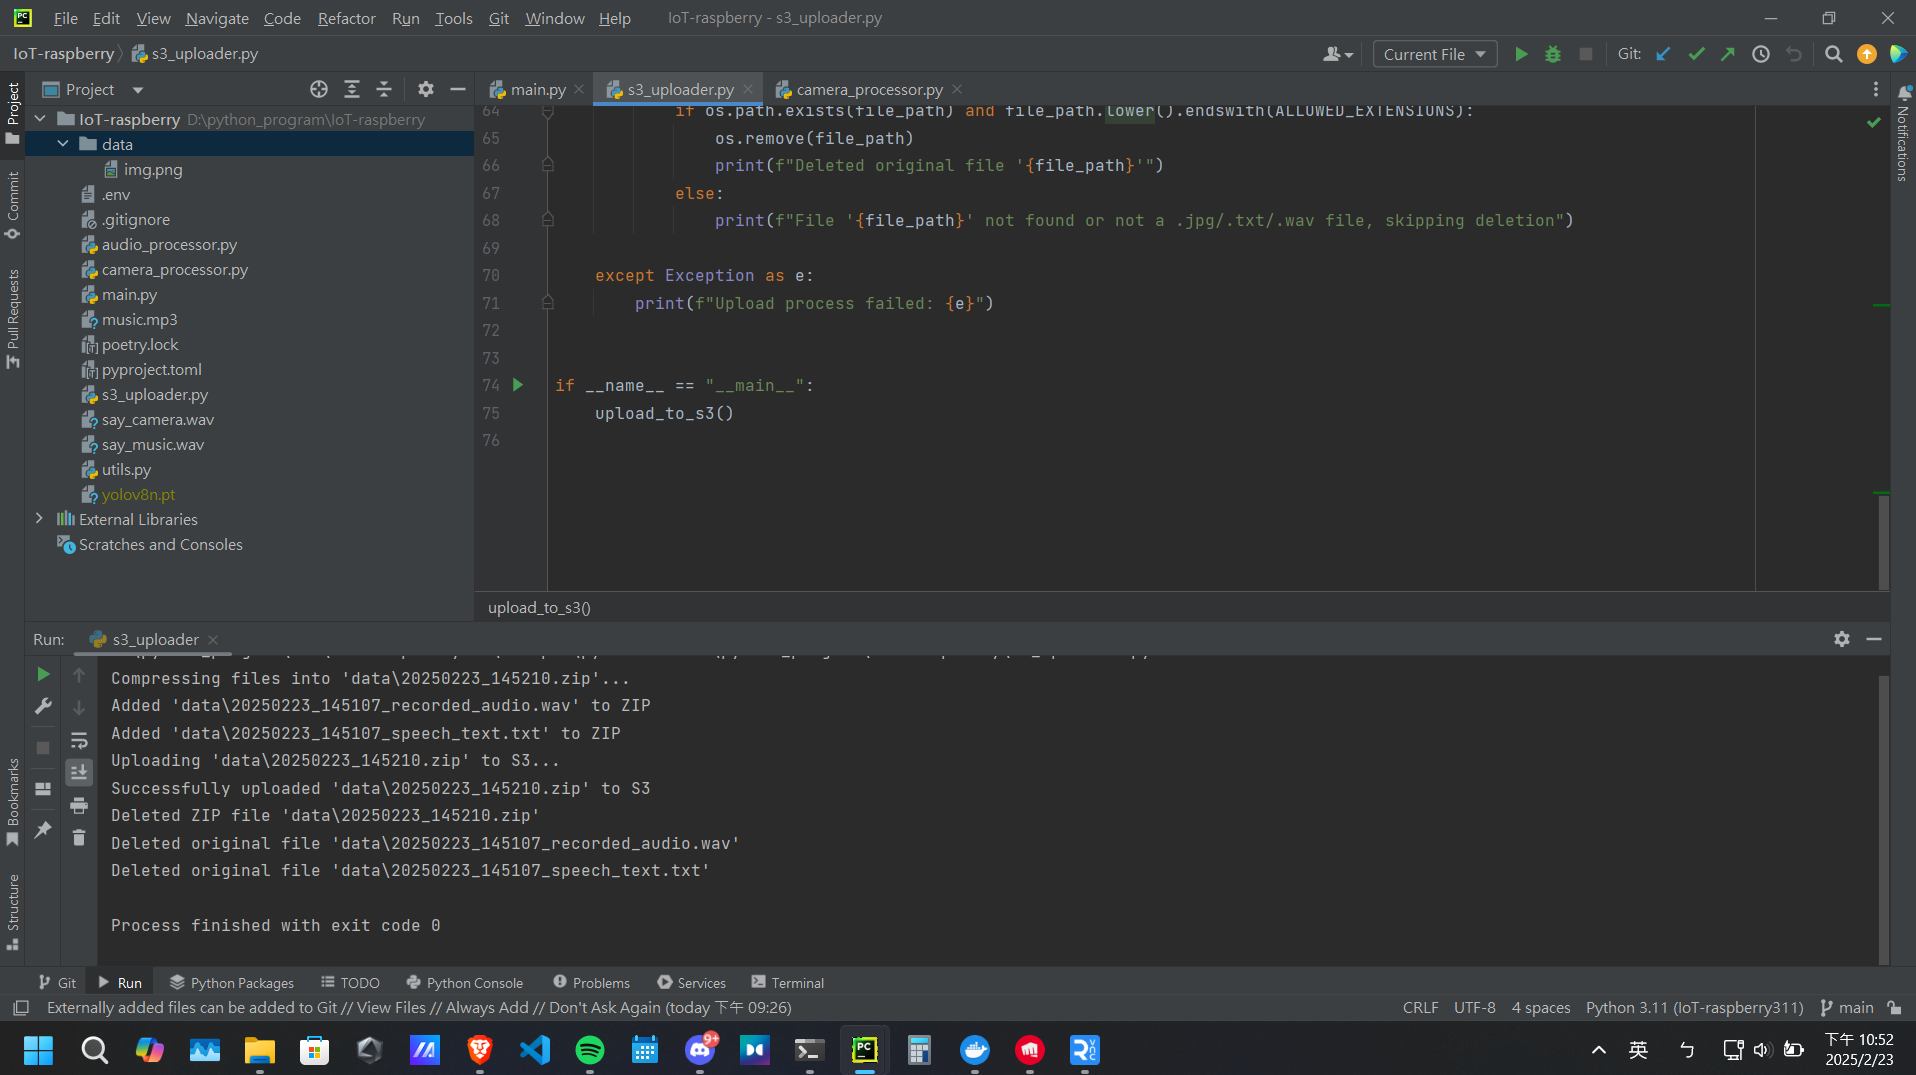 File Edit View Navigate Code Refactor Run Tools Git Window Help IoT-raspberry - s3_uploader.py
IoT-raspberry s3_uploader.py Current File Git:
Project
main.py s3_uploader.py camera_processor.py
IoT-raspberry D:\python_program\IoT-raspberry
data
img.png
.env
.gitignore
audio_processor.py
camera_processor.py
main.py
music.mp3
poetry.lock
pyproject.toml
s3_uploader.py
say_camera.wav
say_music.wav
utils.py
yolov8n.pt
External Libraries
Scratches and Consoles
Project
Commit
Pull Requests
Bookmarks
Structure
Notifications
64 if os.path.exists(file_path) and file_path.lower().endswith(ALLOWED_EXTENSIONS):
65 os.remove(file_path)
66 print(f"Deleted original file '{file_path}'")
67 else:
68 print(f"File '{file_path}' not found or not a .jpg/.txt/.wav file, skipping deletion")
69
70 except Exception as e:
71 print(f"Upload process failed: {e}")
72
73
74 if __name__ == "__main__":
75 upload_to_s3()
76
upload_to_s3()
Run: s3_uploader
Compressing files into 'data\20250223_145210.zip'...
Added 'data\20250223_145107_recorded_audio.wav' to ZIP
Added 'data\20250223_145107_speech_text.txt' to ZIP
Uploading 'data\20250223_145210.zip' to S3...
Successfully uploaded 'data\20250223_145210.zip' to S3
Deleted ZIP file 'data\20250223_145210.zip'
Deleted original file 'data\20250223_145107_recorded_audio.wav'
Deleted original file 'data\20250223_145107_speech_text.txt'
Process finished with exit code 0
Git Run Python Packages TODO Python Console Problems Services Terminal
Externally added files can be added to Git // View Files // Always Add // Don't Ask Again (today 下午 09:26) CRLF UTF-8 4 spaces Python 3.11 (IoT-raspberry311) main
9+
英 ㄅ 下午 10:52
2025/2/23